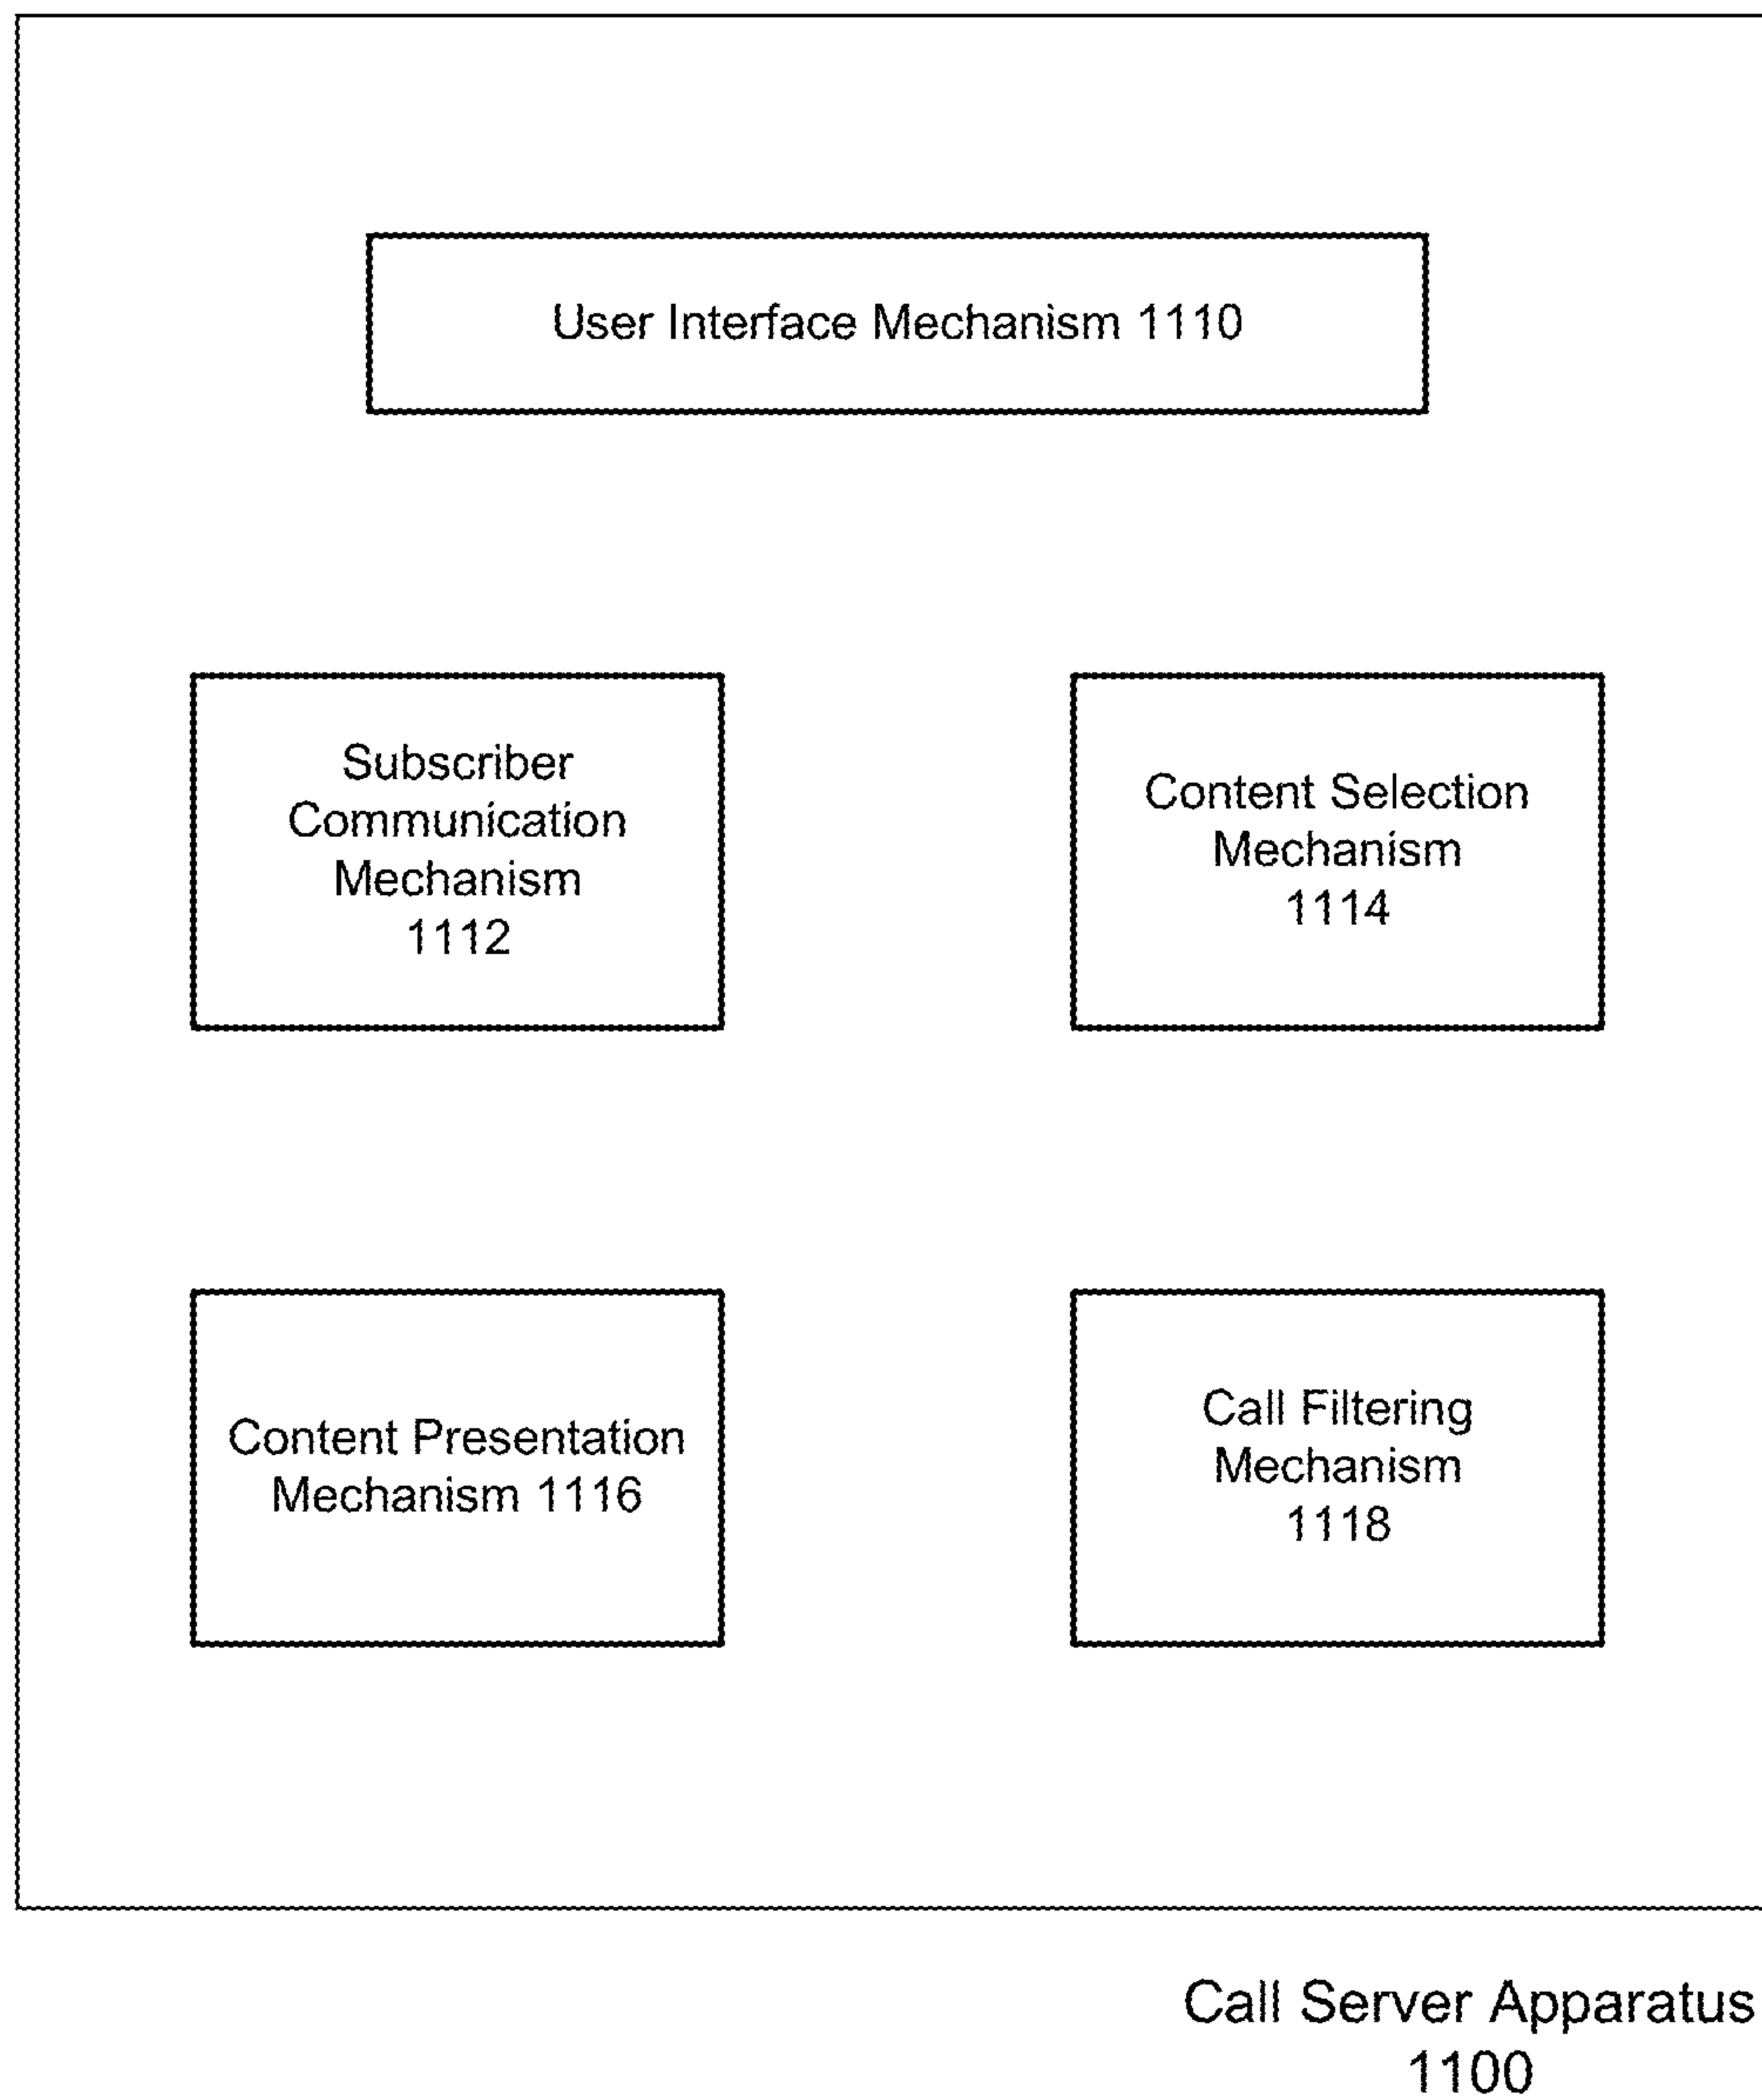 User Interface Mechanism 1110
Subscriber
Communication
Mechanism
1112
Content Selection
Mechanism
1114
Content Presentation
Mechanism 1116
Call Filtering
Mechanism
1118
Call Server Apparatus
1100